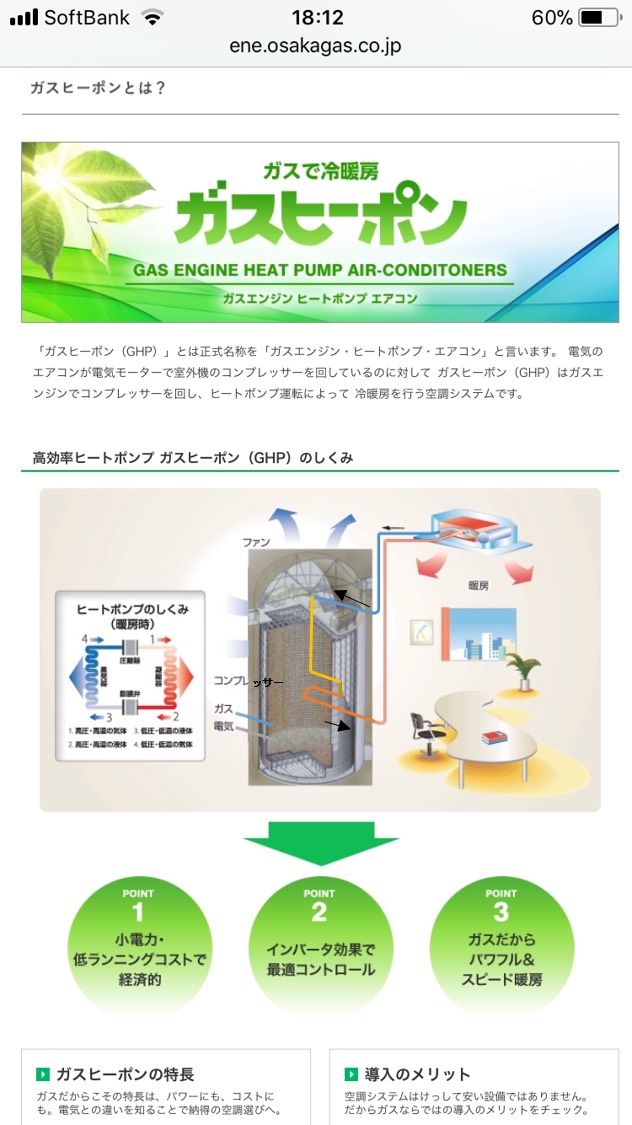 SoftBank 18:12 60%
ene.osakagas.co.jp
ガスヒーポンとは？
ガスで冷暖房
ガスヒーポン
GAS ENGINE HEAT PUMP AIR-CONDITONERS
ガスエンジン ヒートポンプ エアコン
「ガスヒーポン（GHP）」とは正式名称を「ガスエンジン・ヒートポンプ・エアコン」と言います。 電気の
エアコンが電気モーターで室外機のコンプレッサーを回しているのに対して ガスヒーポン（GHP）はガスエ
ンジンでコンプレッサーを回し、ヒートポンプ運転によって 冷暖房を行う空調システムです。
高効率ヒートポンプ ガスヒーポン（GHP）のしくみ
ファン
暖房
ヒートポンプのしくみ
（暖房時）
4 1
圧縮器
蒸発器 凝縮器
膨脹弁
3 2
1. 高圧・高温の気体 3. 低圧・低温の液体
2. 高圧・高温の液体 4. 低圧・低温の気体
コンプレッサー
ガス
電気
POINT
1
小電力・
低ランニングコストで
経済的
POINT
2
インバータ効果で
最適コントロール
POINT
3
ガスだから
パワフル＆
スピード暖房
ガスヒーポンの特長
ガスだからこその特長は、パワーにも、コストに
も。電気との違いを知ることで納得の空調選びへ。
導入のメリット
空調システムはけっして安い設備ではありません。
だからガスならではの導入のメリットをチェック。